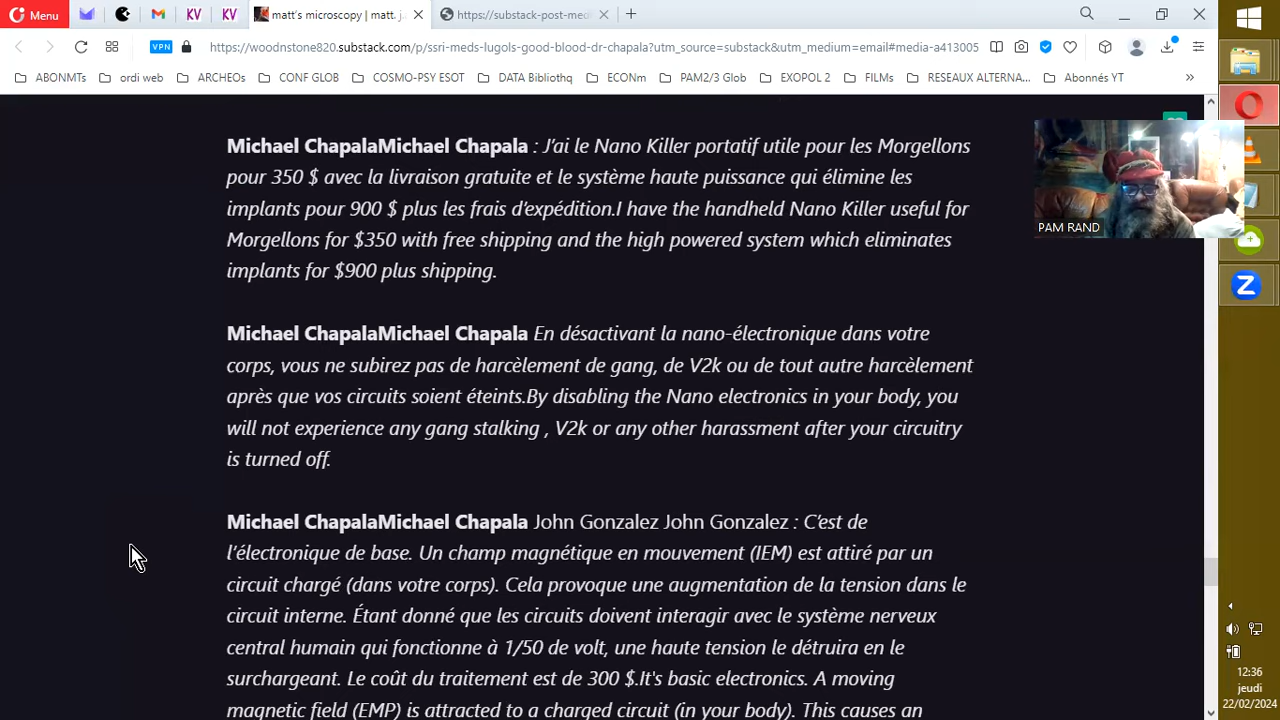 Menu
KV
KV
matt's microscopy | matt. j
https://substack-post-med
VPN
https://woodnstone820.substack.com/p/ssri-meds-lugols-good-blood-dr-chapala?utm_source=substack&utm_medium=email#media-a413005
ABONMTs
ordi web
ARCHEOs
CONF GLOB
COSMO-PSY ESOT
DATA Bibliothq
ECONm
PAM2/3 Glob
EXOPOL 2
FILMs
RESEAUX ALTERNA...
Abonnés YT
»
Michael ChapalaMichael Chapala : J'ai le Nano Killer portatif utile pour les Morgellons
pour 350 $ avec la livraison gratuite et le système haute puissance qui élimine les
implants pour 900 $ plus les frais d'expédition.I have the handheld Nano Killer useful for
Morgellons for $350 with free shipping and the high powered system which eliminates
implants for $900 plus shipping.
PAM RAND
Michael ChapalaMichael Chapala En désactivant la nano-électronique dans votre
corps, vous ne subirez pas de harcèlement de gang, de V2k ou de tout autre harcèlement
après que vos circuits soient éteints.By disabling the Nano electronics in your body, you
will not experience any gang stalking , V2k or any other harassment after your circuitry
is turned off.
Michael ChapalaMichael Chapala John Gonzalez John Gonzalez : C'est de
l'électronique de base. Un champ magnétique en mouvement (IEM) est attiré par un
circuit chargé (dans votre corps). Cela provoque une augmentation de la tension dans le
circuit interne. Étant donné que les circuits doivent interagir avec le système nerveux
central humain qui fonctionne à 1/50 de volt, une haute tension le détruira en le
surchargeant. Le coût du traitement est de 300 $.It's basic electronics. A moving
magnetic field (EMP) is attracted to a charged circuit (in your body). This causes an
Z
12:36
jeudi
22/02/2024